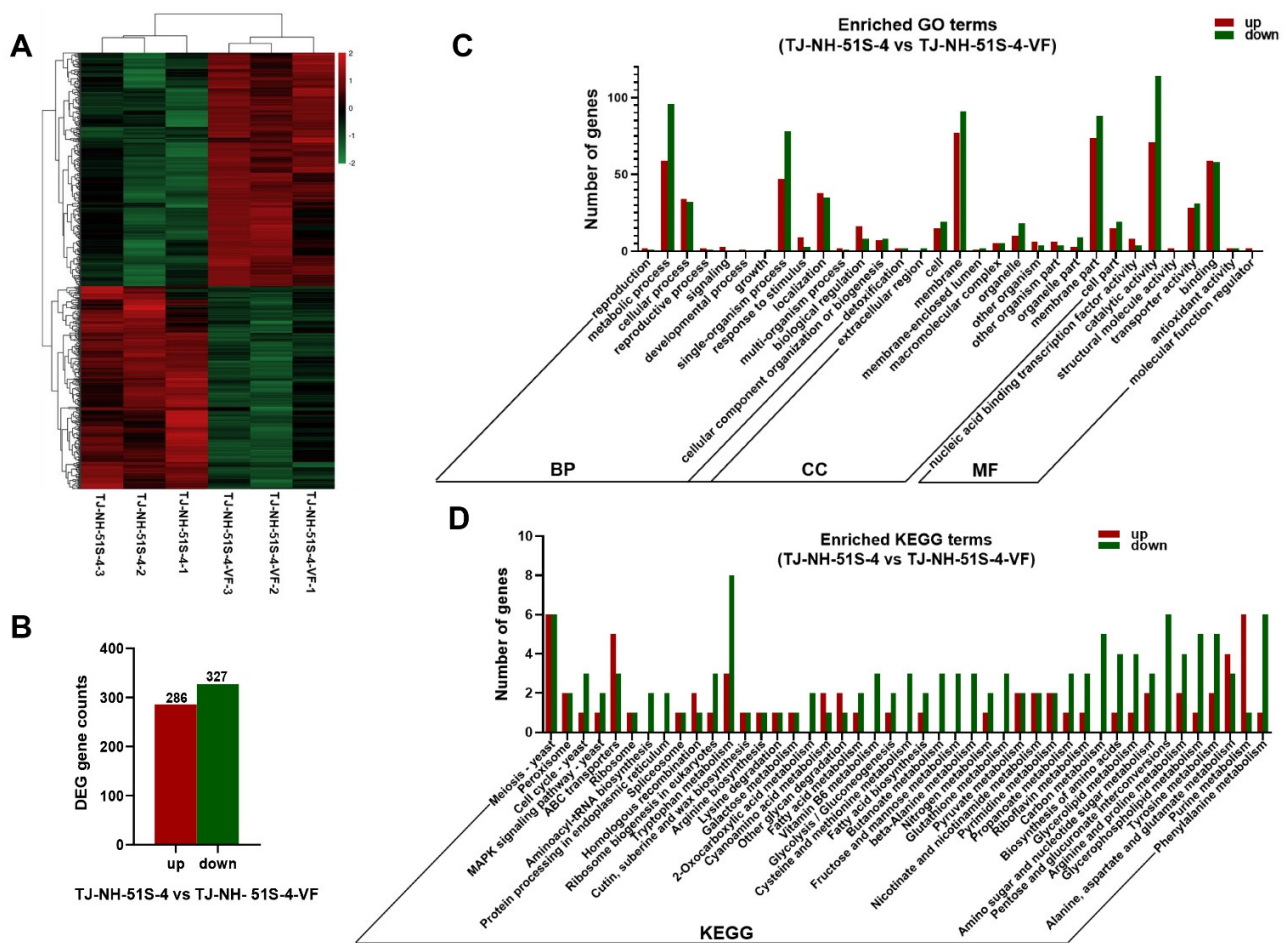 A
2
1
0
-1
-2
TJ-NH-51S-4-3
TJ-NH-51S-4-2
TJ-NH-51S-4-1
TJ-NH-51S-4-VF-3
TJ-NH-51S-4-VF-2
TJ-NH-51S-4-VF-1
B
DEG gene counts
400
300
200
100
0
286
327
up
down
TJ-NH-51S-4 vs TJ-NH- 51S-4-VF
C
Enriched GO terms
(TJ-NH-51S-4 vs TJ-NH-51S-4-VF)
up
down
Number of genes
100
50
0
reproduction
metabolic process
cellular process
reproductive process
signaling
developmental process
growth
single-organism process
response to stimulus
localization
multi-organism process
biological regulation
cellular component organization or biogenesis
detoxification
extracellular region
cell
membrane
membrane-enclosed lumen
macromolecular complex
organelle
other organism
other organism part
organelle part
membrane part
cell part
nucleic acid binding transcription factor activity
catalytic activity
structural molecule activity
transporter activity
binding
antioxidant activity
molecular function regulator
BP
CC
MF
D
Enriched KEGG terms
(TJ-NH-51S-4 vs TJ-NH-51S-4-VF)
up
down
Number of genes
10
8
6
4
2
0
Meiosis - yeast
Peroxisome
Cell cycle - yeast
MAPK signaling pathway - yeast
ABC transporters
Ribosome
Aminoacyl-tRNA biosynthesis
Protein processing in endoplasmic reticulum
Spliceosome
Homologous recombination
Ribosome biogenesis in eukaryotes
Tryptophan metabolism
Cutin, suberine and wax biosynthesis
Arginine biosynthesis
Lysine degradation
Galactose metabolism
2-Oxocarboxylic acid metabolism
Cyanoamino acid metabolism
Other glycan degradation
Fatty acid metabolism
Vitamin B6 metabolism
Glycolysis / Gluconeogenesis
Cysteine and methionine metabolism
Fatty acid biosynthesis
Butanoate metabolism
Fructose and mannose metabolism
beta-Alanine metabolism
Nitrogen metabolism
Glutathione metabolism
Pyruvate metabolism
Nicotinate and nicotinamide metabolism
Pyrimidine metabolism
Propanoate metabolism
Riboflavin metabolism
Carbon metabolism
Biosynthesis of amino acids
Glycerolipid metabolism
Amino sugar and nucleotide sugar metabolism
Pentose and glucuronate interconversions
Arginine and proline metabolism
Glycerophospholipid metabolism
Tyrosine metabolism
Alanine, aspartate and glutamate metabolism
Purine metabolism
Phenylalanine metabolism
KEGG